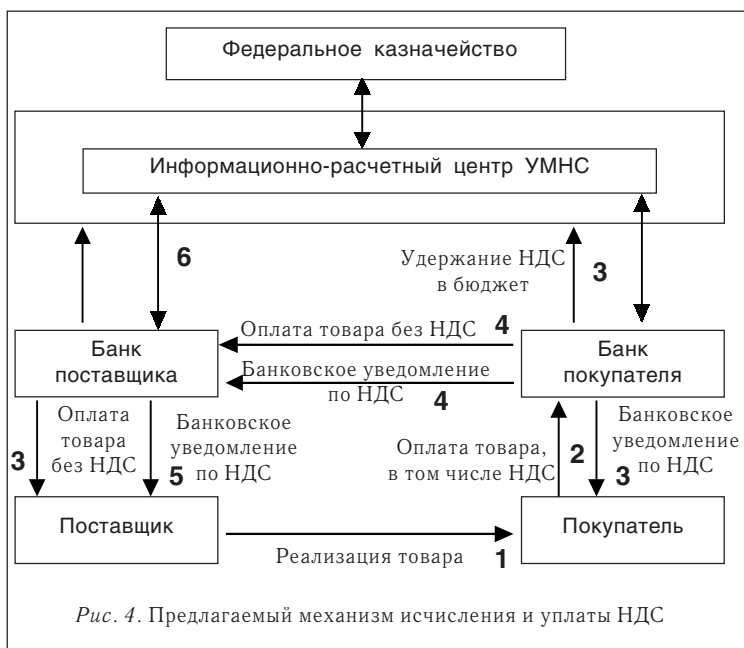 Федеральное казначейство
Информационно-расчетный центр УМНС
6
Удержание НДС
в бюджет
3
Оплата товара без НДС 4
Банк
поставщика
Банковское уведомление
по НДС 4
Банк
покупателя
Оплата
товара
без НДС
3
Банковское
уведомление
по НДС
5
Оплата товара,
в том числе НДС
2
Банковское
уведомление
по НДС
3
Поставщик
Покупатель
Реализация товара 1
Рис. 4. Предлагаемый механизм исчисления и уплаты НДС